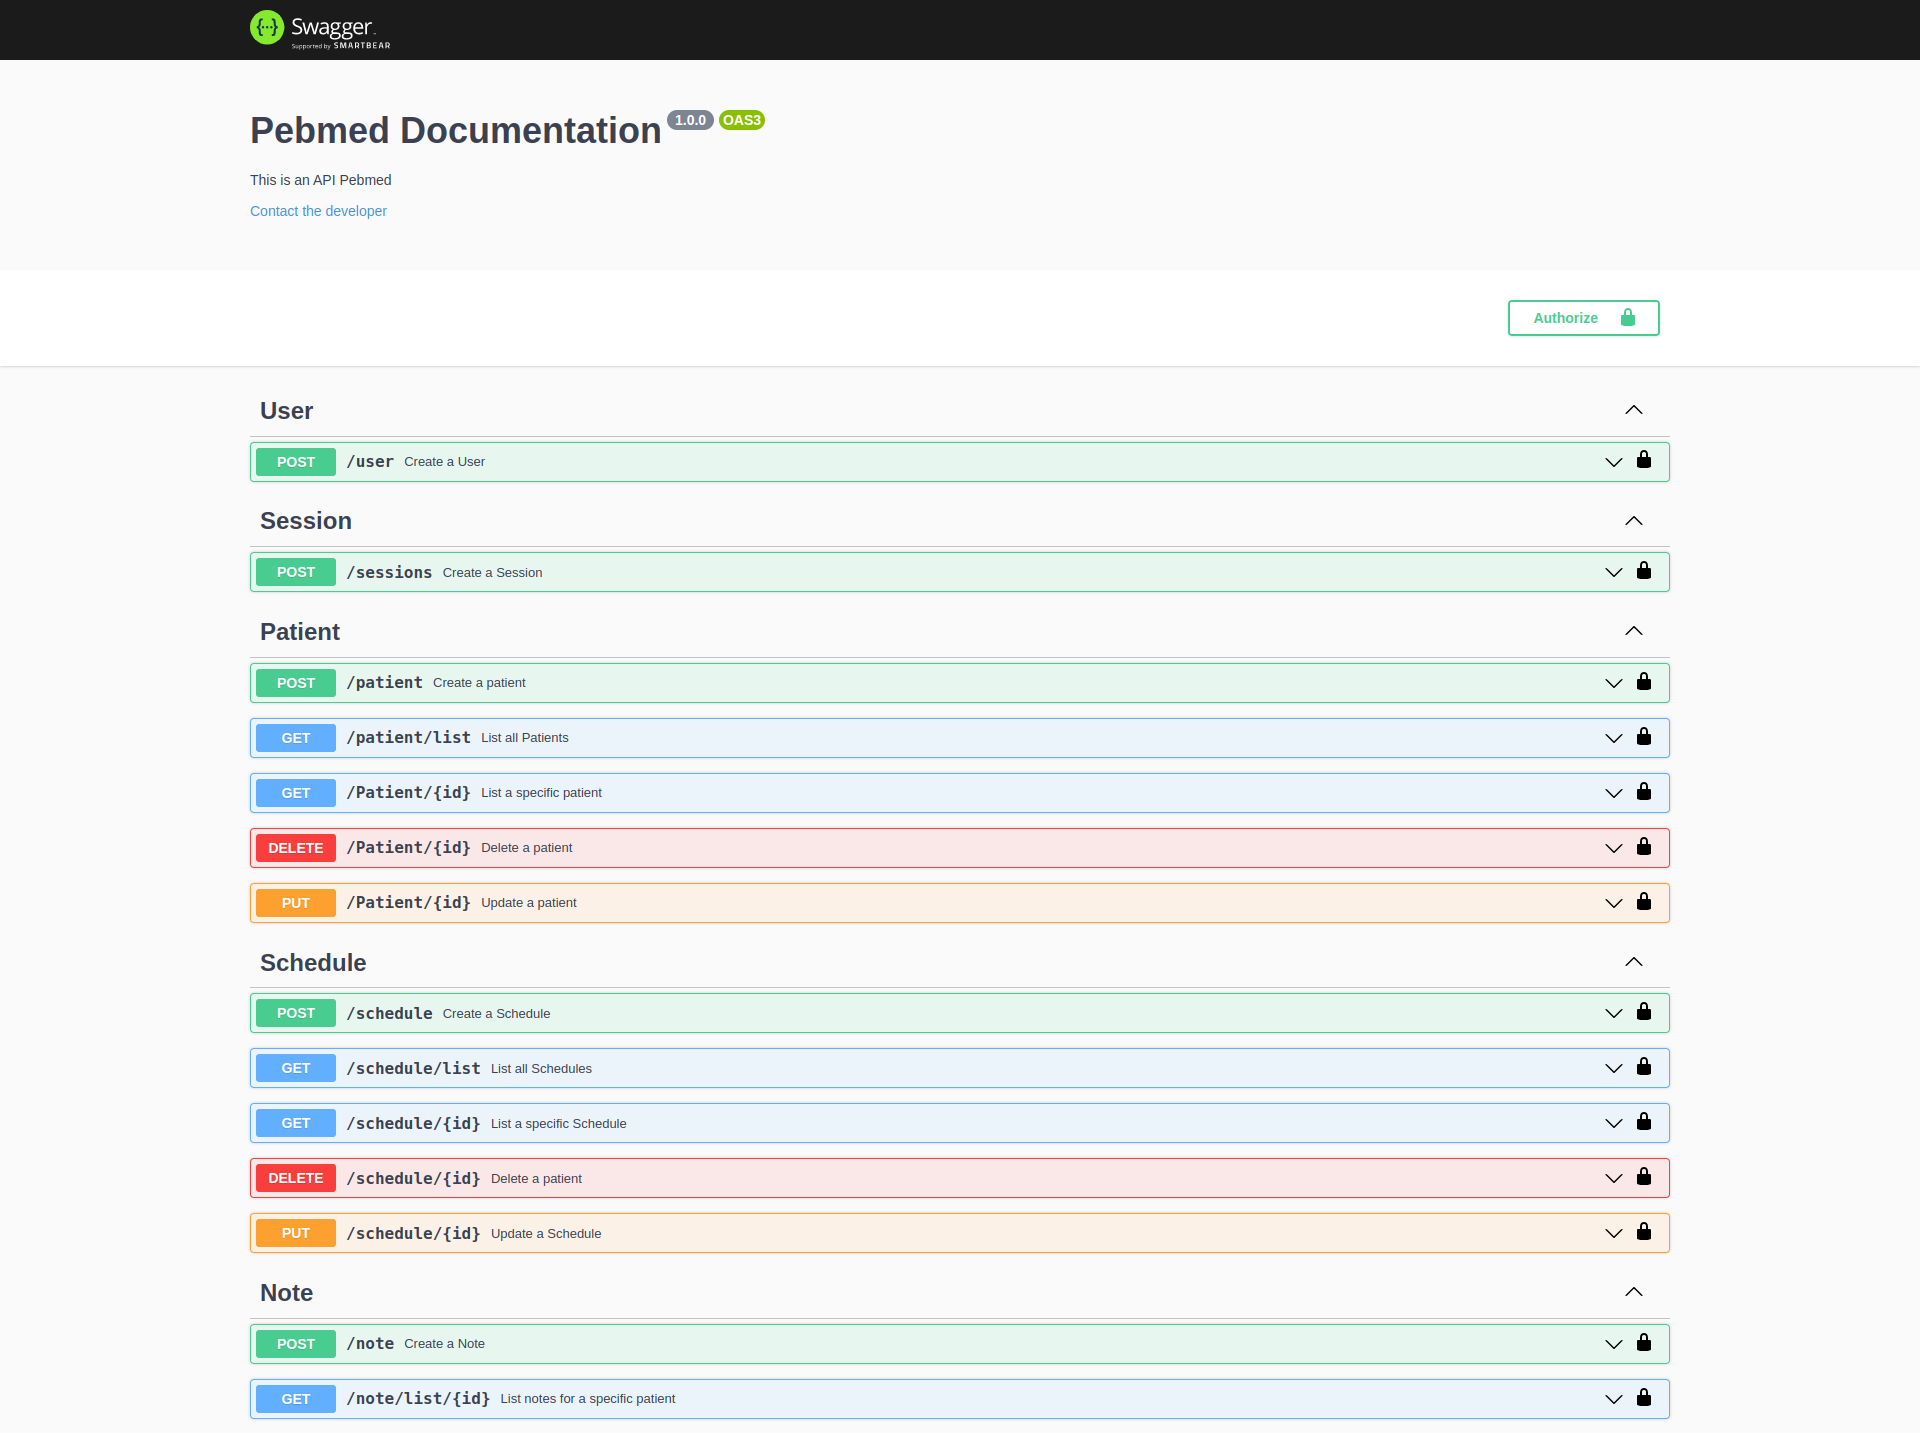 Swagger
Supported by SMARTBEAR
Pebmed Documentation 1.0.0 OAS3
This is an API Pebmed
Contact the developer
Authorize
User
POST /user Create a User
Session
POST /sessions Create a Session
Patient
POST /patient Create a patient
GET /patient/list List all Patients
GET /Patient/{id} List a specific patient
DELETE /Patient/{id} Delete a patient
PUT /Patient/{id} Update a patient
Schedule
POST /schedule Create a Schedule
GET /schedule/list List all Schedules
GET /schedule/{id} List a specific Schedule
DELETE /schedule/{id} Delete a patient
PUT /schedule/{id} Update a Schedule
Note
POST /note Create a Note
GET /note/list/{id} List notes for a specific patient